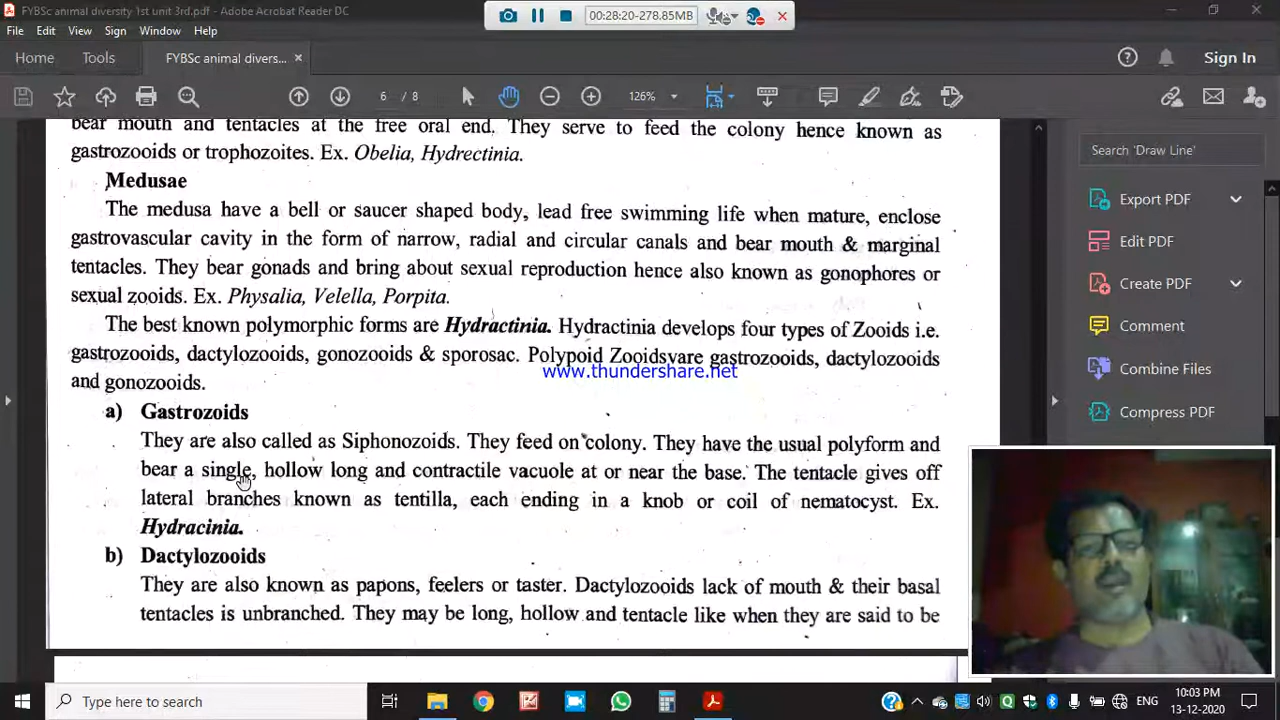 FYBSc animal diversity 1st unit 3rd.pdf - Adobe Acrobat Reader DC
00:28:20-278.85MB
File Edit View Sign Window Help
Home Tools FYBSc animal divers... Sign In
6 / 8 126%
bear mouth and tentacles at the free oral end. They serve to feed the colony hence known as
gastrozooids or trophozoites. Ex. Obelia, Hydrectinia.
Medusae
The medusa have a bell or saucer shaped body, lead free swimming life when mature, enclose
gastrovascular cavity in the form of narrow, radial and circular canals and bear mouth & marginal
tentacles. They bear gonads and bring about sexual reproduction hence also known as gonophores or
sexual zooids. Ex. Physalia, Velella, Porpita.
The best known polymorphic forms are Hydractinia. Hydractinia develops four types of Zooids i.e.
gastrozooids, dactylozooids, gonozooids & sporosac. Polypoid Zooidsvare gastrozooids, dactylozooids
www.thundershare.net
and gonozooids.
a) Gastrozoids
They are also called as Siphonozoids. They feed on colony. They have the usual polyform and
bear a single, hollow long and contractile vacuole at or near the base. The tentacle gives off
lateral branches known as tentilla, each ending in a knob or coil of nematocyst. Ex.
Hydracinia.
b) Dactylozooids
They are also known as papons, feelers or taster. Dactylozooids lack of mouth & their basal
tentacles is unbranched. They may be long, hollow and tentacle like when they are said to be
Search 'Draw Line'
Export PDF
Edit PDF
Create PDF
Comment
Combine Files
Compress PDF
Type here to search
ENG
10:03 PM
13-12-2020